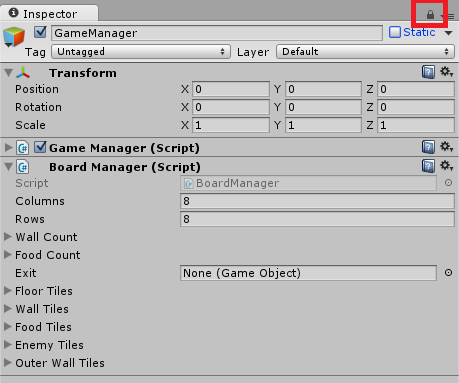 Inspector
GameManager Static
Tag Untagged Layer Default
Transform
Position X 0 Y 0 Z 0
Rotation X 0 Y 0 Z 0
Scale X 1 Y 1 Z 1
C# Game Manager (Script)
C# Board Manager (Script)
Script BoardManager
Columns 8
Rows 8
Wall Count
Food Count
Exit None (Game Object)
Floor Tiles
Wall Tiles
Food Tiles
Enemy Tiles
Outer Wall Tiles